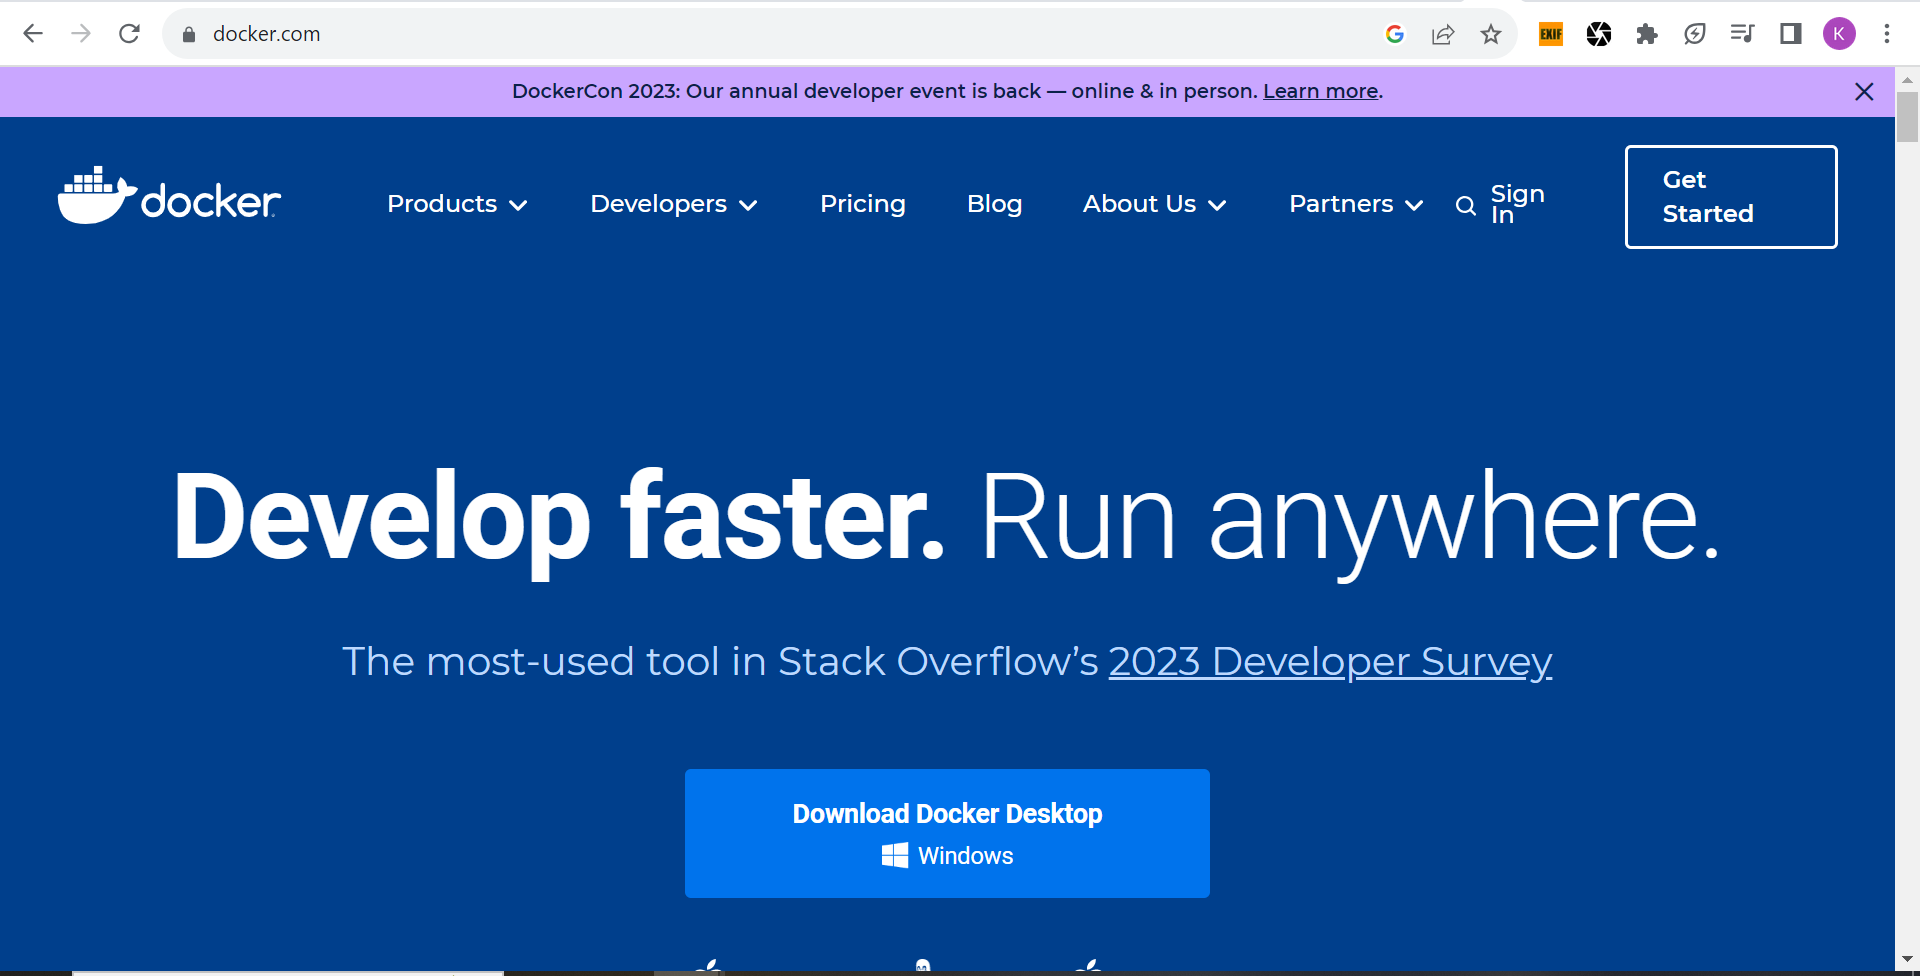 docker.com
EXIF
K
DockerCon 2023: Our annual developer event is back — online & in person. Learn more.
docker
Products
Developers
Pricing
Blog
About Us
Partners
Sign
In
Get
Started
Develop faster. Run anywhere.
The most-used tool in Stack Overflow’s 2023 Developer Survey
Download Docker Desktop
Windows